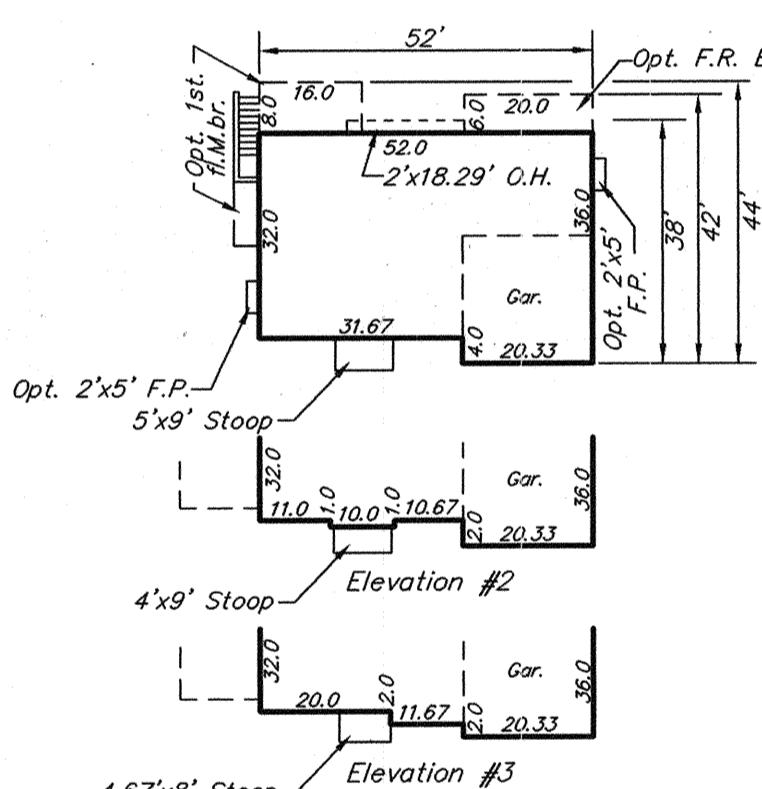 52'
Opt. F.R.
Opt. 1st.
fl.M.br.
16.0
8.0
6.0
20.0
52.0
2'x18.29' O.H.
32.0
36.0
38'
42'
44'
Opt. 2'x5'
F.P.
Gar.
31.67
4.0
20.33
Opt. 2'x5' F.P.
5'x9' Stoop
32.0
11.0
1.0
10.0
1.0
10.67
Gar.
36.0
2.0
20.33
4'x9' Stoop
Elevation #2
32.0
20.0
2.0
11.67
Gar.
36.0
2.0
20.33
4.67'x8' Stoop
Elevation #3